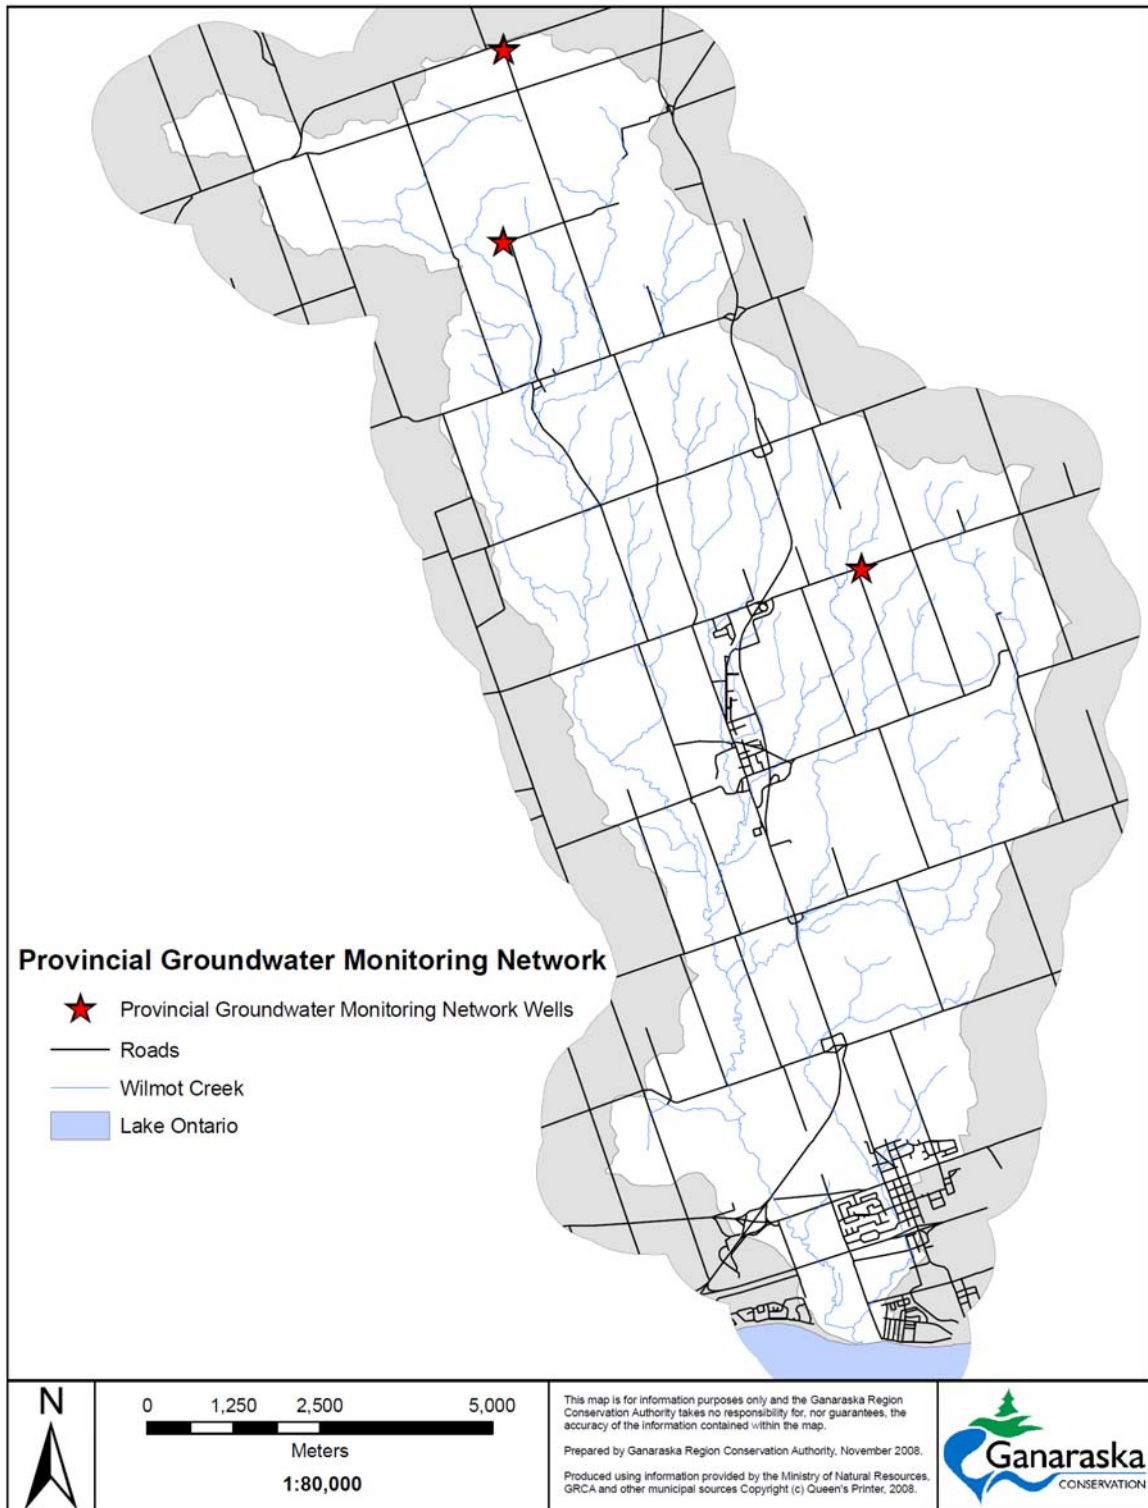 Provincial Groundwater Monitoring Network
Provincial Groundwater Monitoring Network Wells
Roads
Wilmot Creek
Lake Ontario
N
0 1,250 2,500 5,000
Meters
1:80,000
This map is for information purposes only and the Ganaraska Region
Conservation Authority takes no responsibility for, nor guarantees, the
accuracy of the information contained within the map.
Prepared by Ganaraska Region Conservation Authority, November 2008.
Produced using information provided by the Ministry of Natural Resources,
GRCA and other municipal sources Copyright (c) Queen's Printer, 2008.
Ganaraska
CONSERVATION